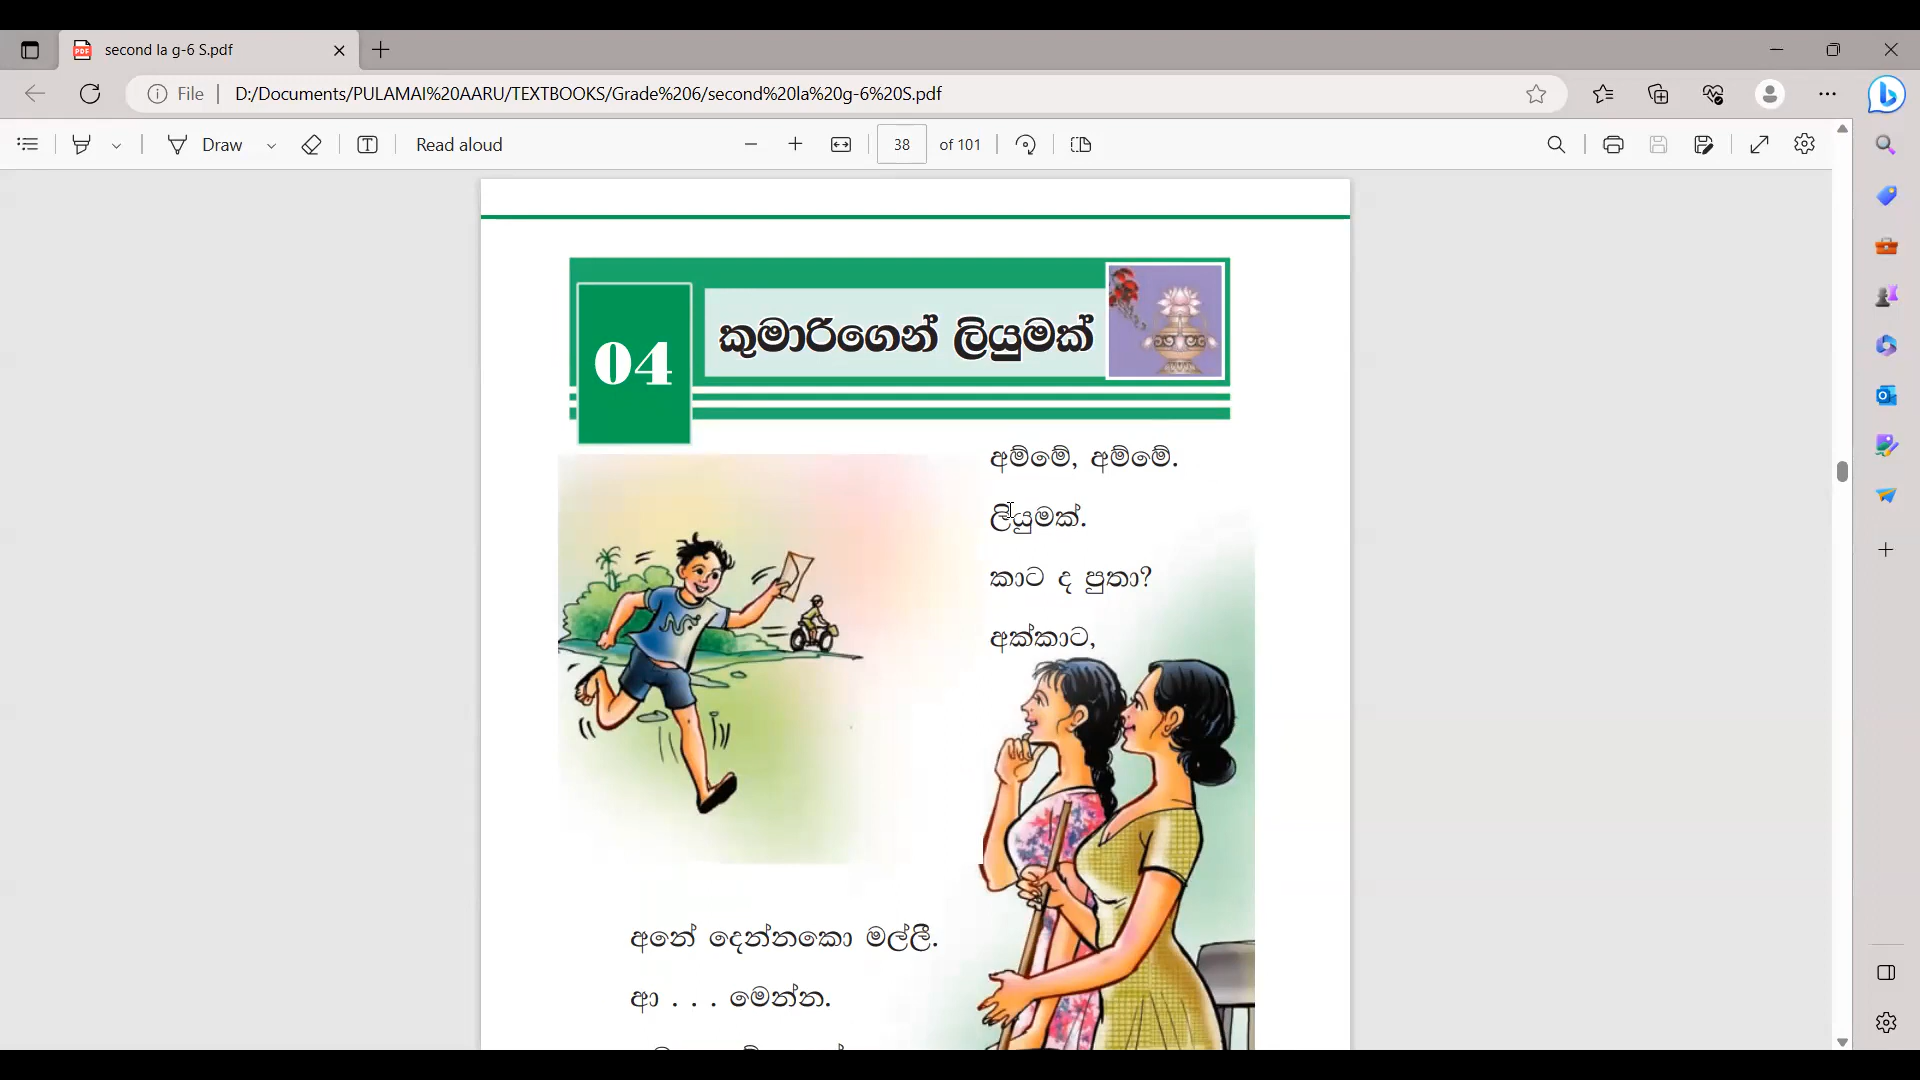 second la g-6 S.pdf
File
D:/Documents/PULAMAI%20AARU/TEXTBOOKS/Grade%206/second%20la%20g-6%20S.pdf
Draw
Read aloud
38 of 101
04
කුමාරිගෙන් ලියුමක්
අම්මේ, අම්මේ.
ලියුමක්.
කාට ද පුතා?
අක්කාට,
අනේ දෙන්නකො මල්ලී.
ආ . . . මෙන්න.